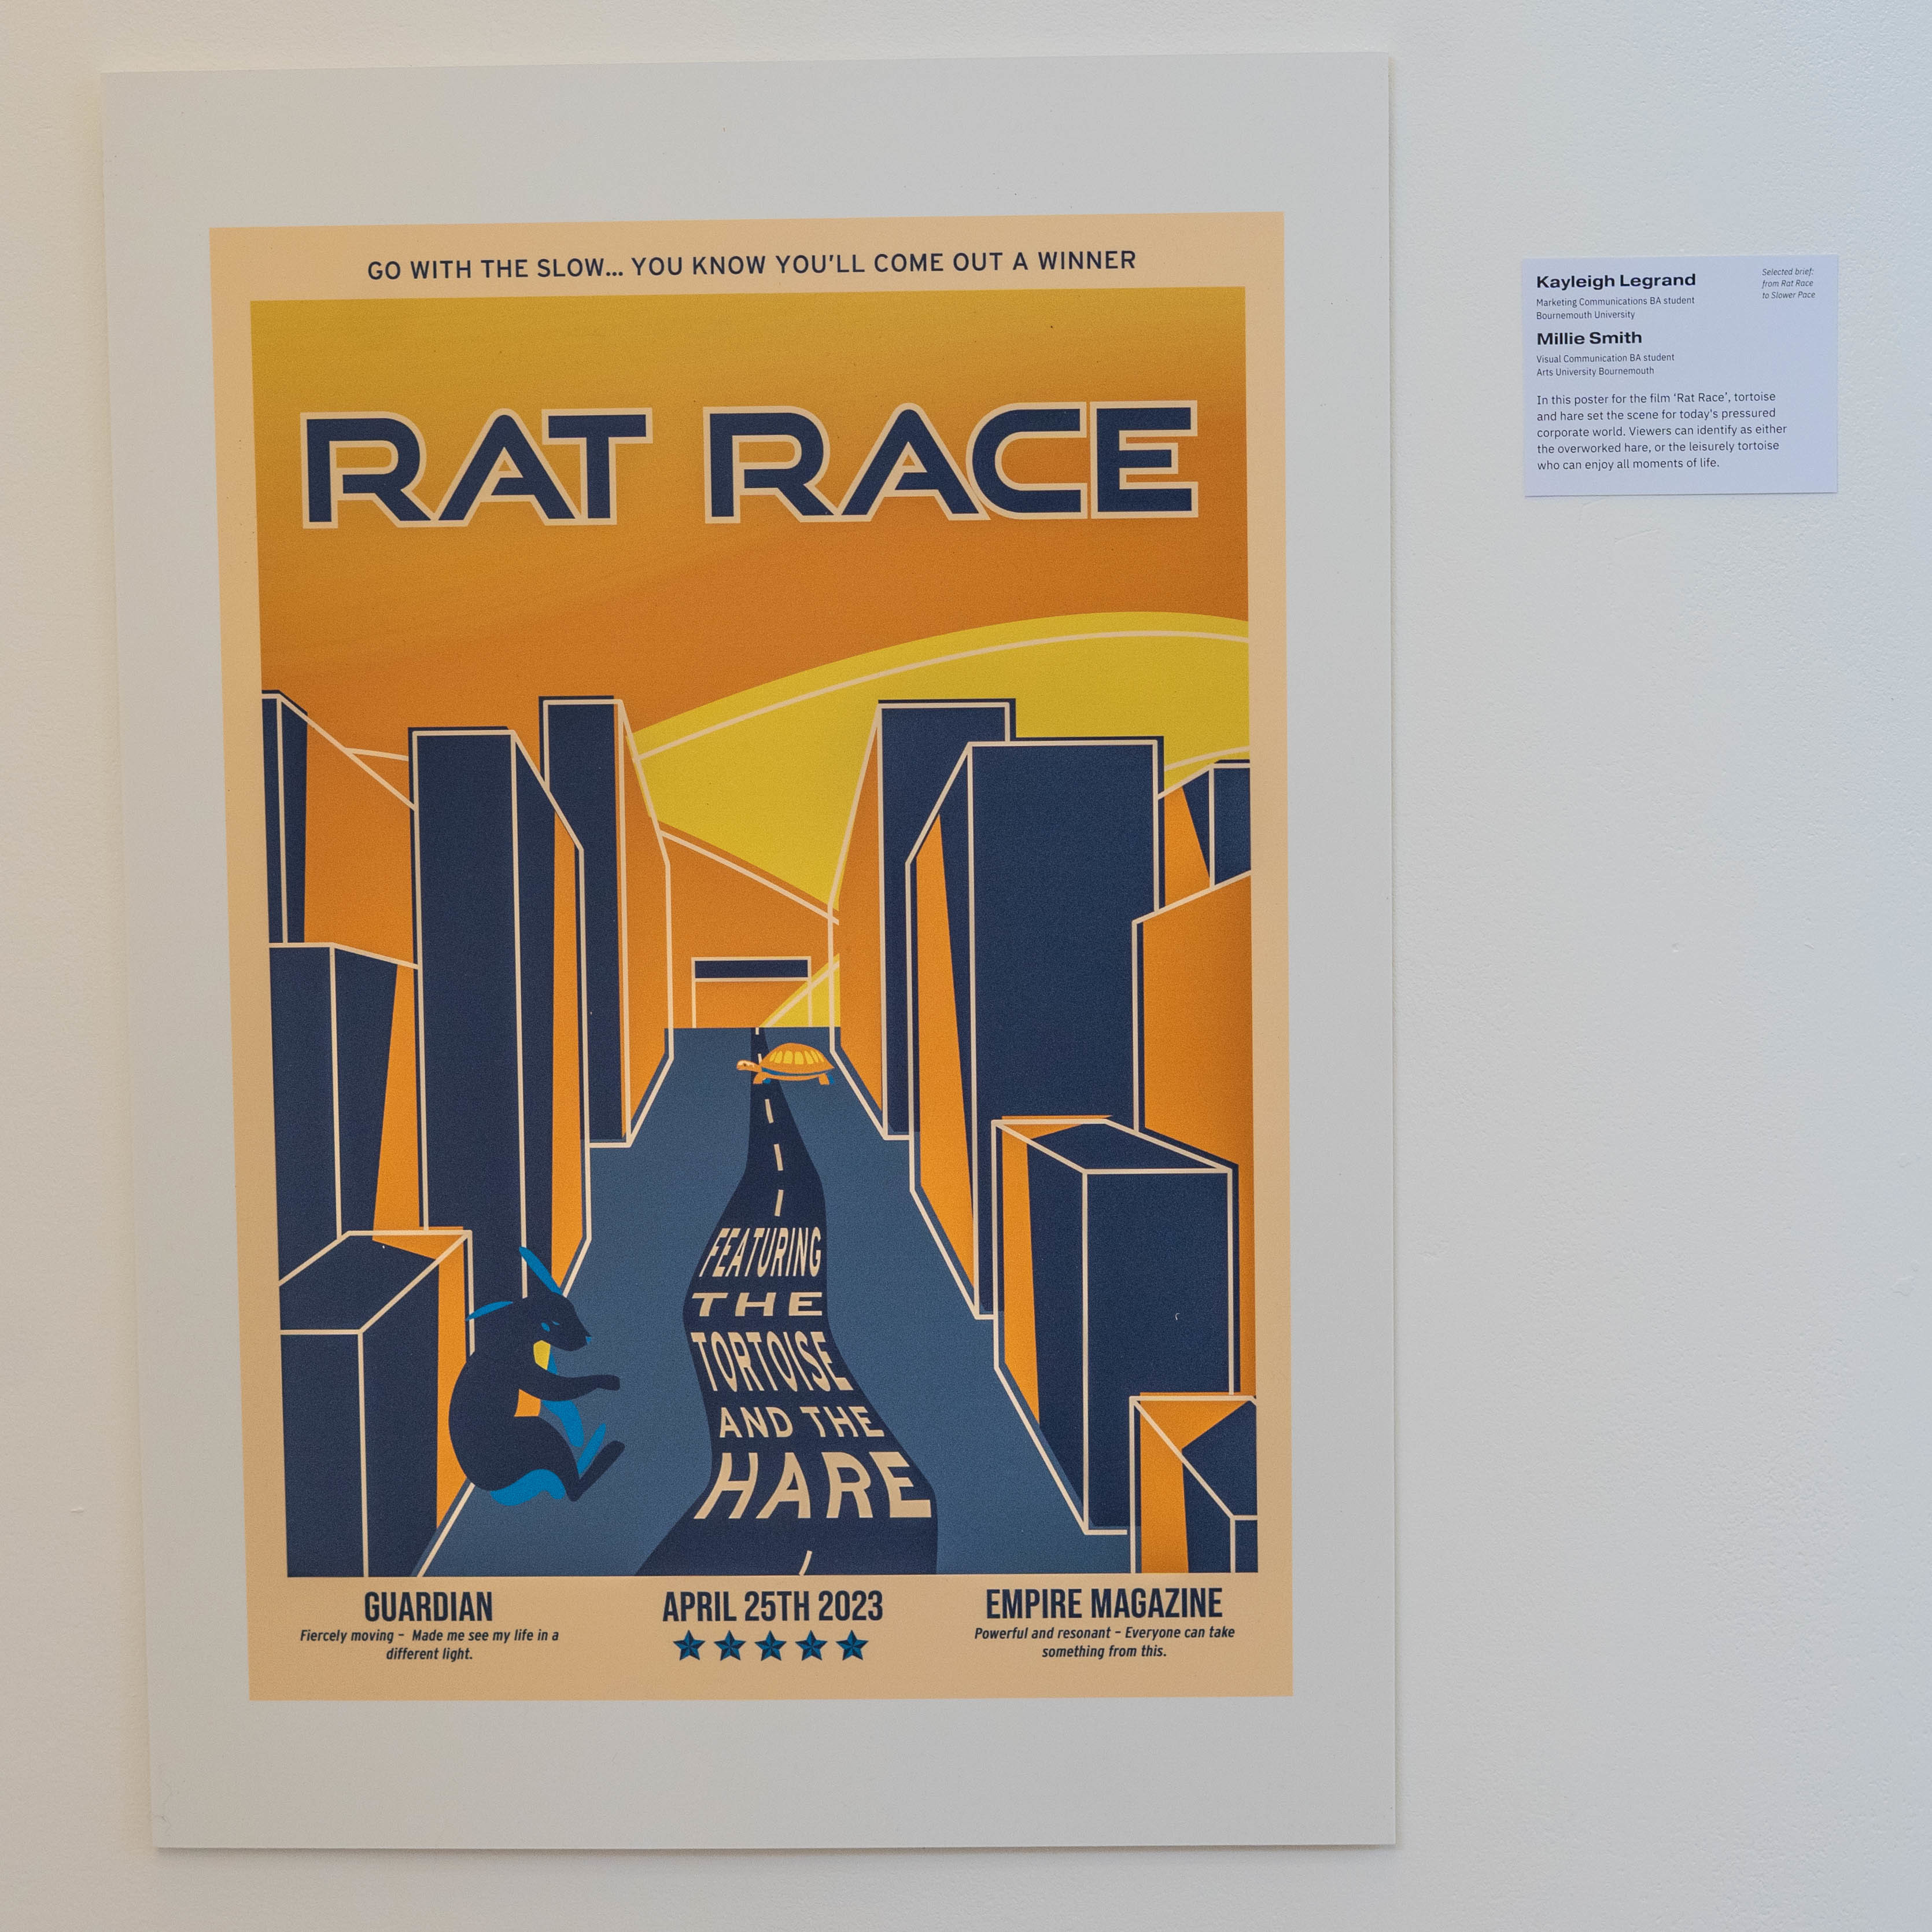 GO WITH THE SLOW... YOU KNOW YOU'LL COME OUT A WINNER
RAT RACE
FEATURING
THE
TORTOISE
AND THE
HARE
GUARDIAN
Fiercely moving - Made me see my life in a
different light.
APRIL 25TH 2023
EMPIRE MAGAZINE
Powerful and resonant - Everyone can take
something from this.
Kayleigh Legrand
Marketing Communications BA student
Bournemouth University
Millie Smith
Visual Communication BA student
Arts University Bournemouth
Selected brief:
from Rat Race
to Slower Pace
In this poster for the film ‘Rat Race’, tortoise
and hare set the scene for today's pressured
corporate world. Viewers can identify as either
the overworked hare, or the leisurely tortoise
who can enjoy all moments of life.